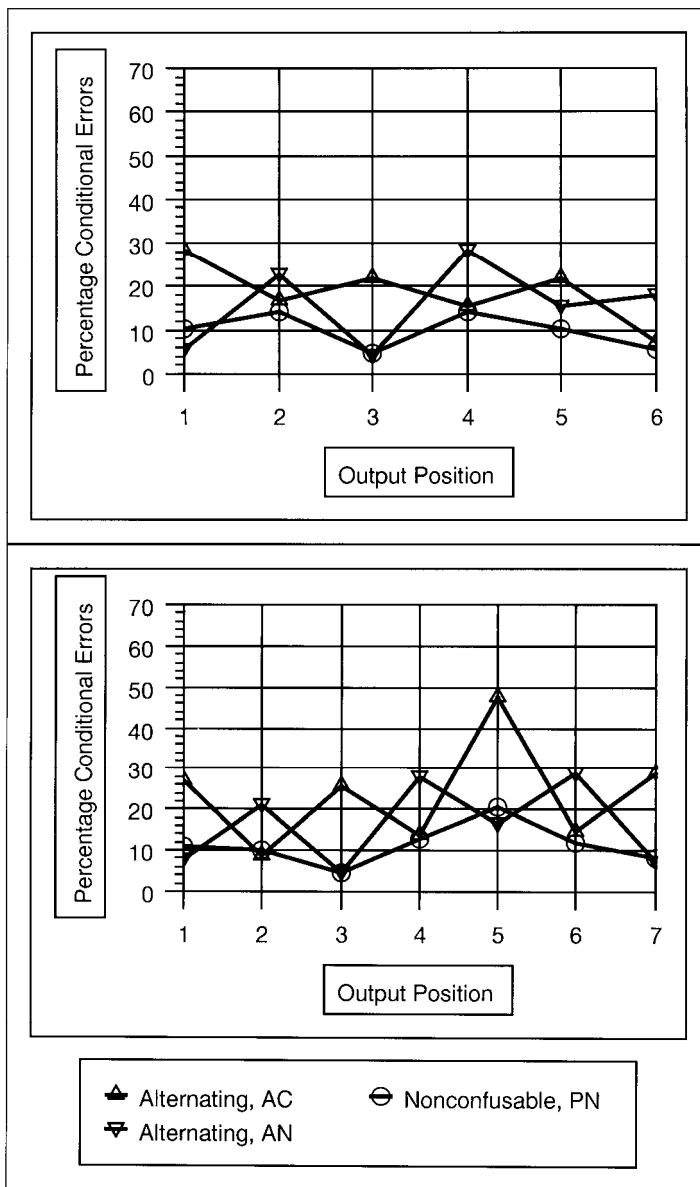 Percentage Conditional Errors
70
60
50
40
30
20
10
0
1 2 3 4 5 6
Output Position
Percentage Conditional Errors
70
60
50
40
30
20
10
0
1 2 3 4 5 6 7
Output Position
Alternating, AC Nonconfusable, PN
Alternating, AN